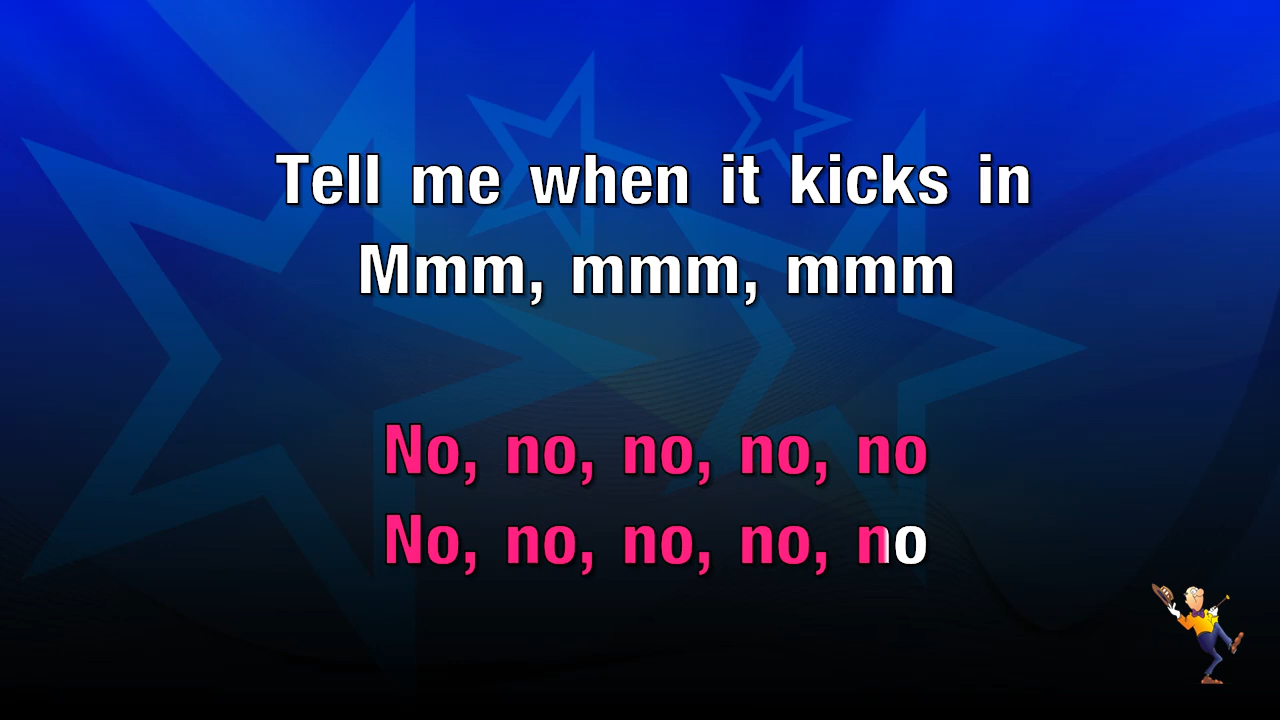 Tell me when it kicks in
Mmm, mmm, mmm
No, no, no, no, no
No, no, no, no, no